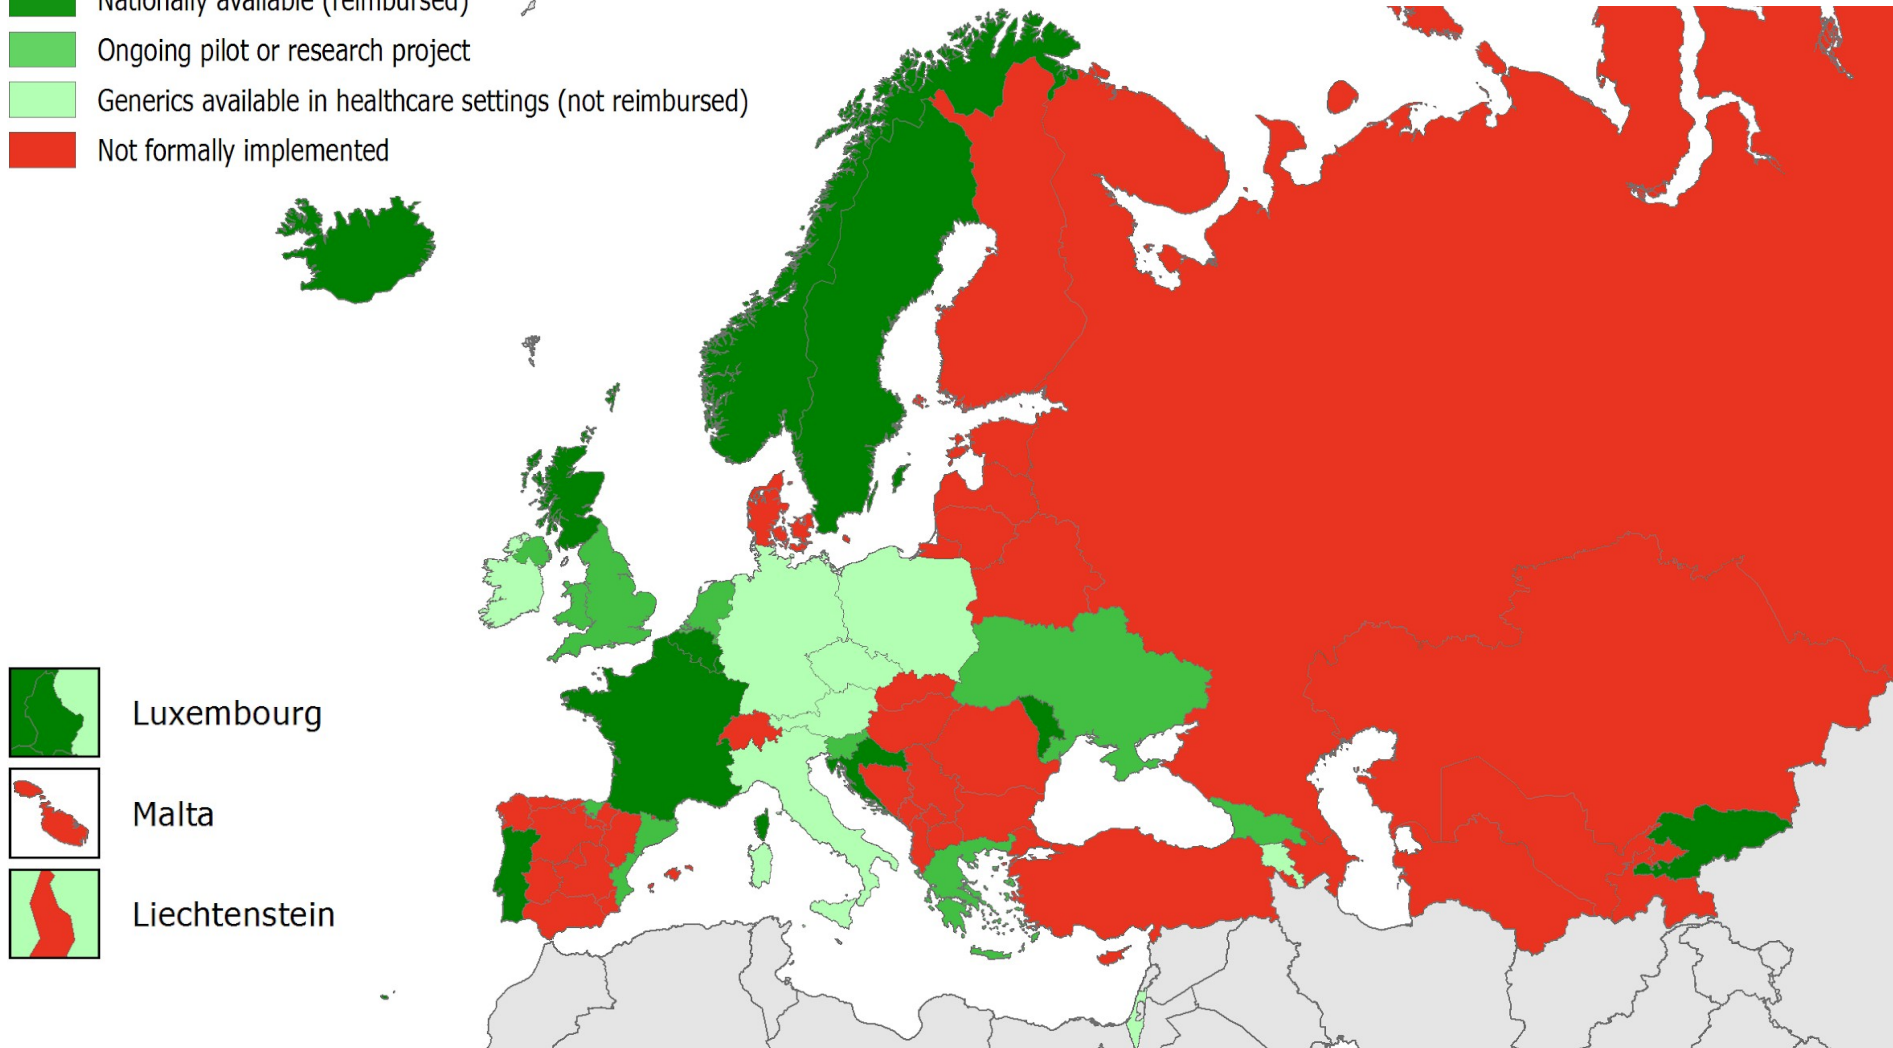 Nationally available (reimbursed)
Ongoing pilot or research project
Generics available in healthcare settings (not reimbursed)
Not formally implemented
Luxembourg
Malta
Liechtenstein